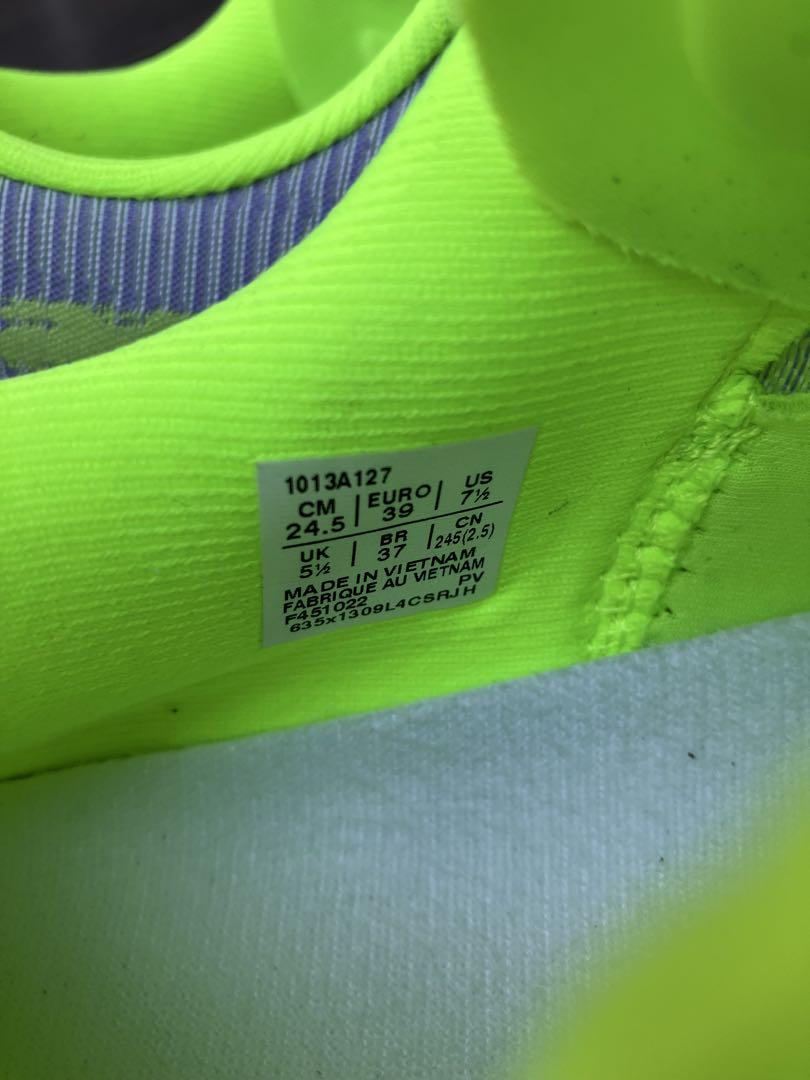 1013A127
CM | EURO | US
24.5 | 39 | 7½
UK | BR | CN
5½ | 37 | 245(2.5)
MADE IN VIETNAM
FABRIQUE AU VIETNAM
F451022 PV
635x1309L4CSRJH